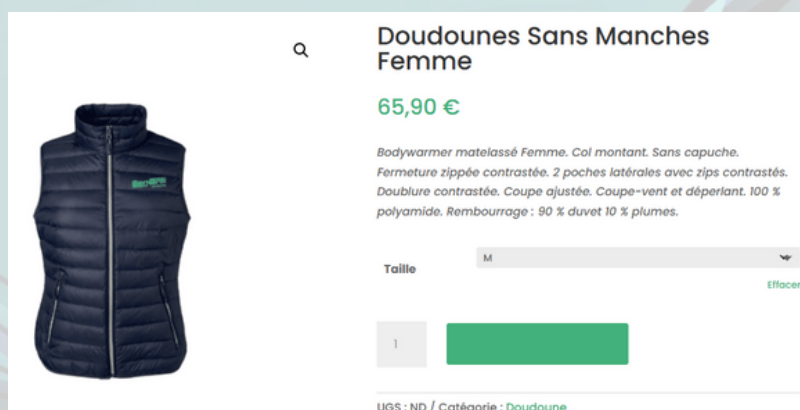 Doudounes Sans Manches
Femme
65,90 €
Bodywarmer matelassé Femme. Col montant. Sans capuche.
Fermeture zippée contrastée. 2 poches latérales avec zips contrastés.
Doublure contrastée. Coupe ajustée. Coupe-vent et déperlant. 100 %
polyamide. Rembourrage : 90 % duvet 10 % plumes.
Taille
M
Effacer
1
UGS : ND / Catégorie : Doudoune